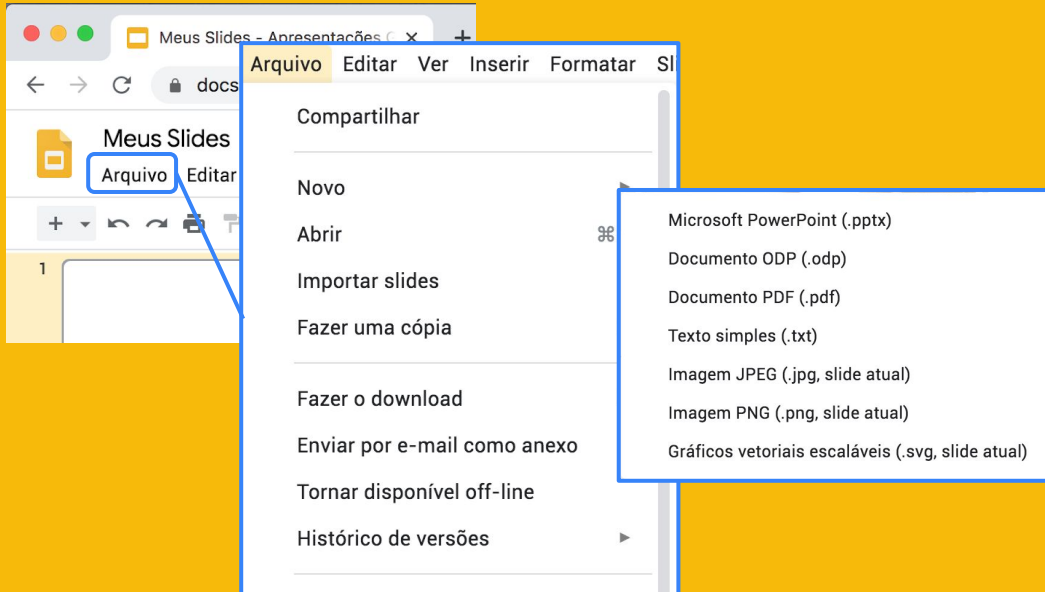 Meus Slides - Apresentações G
docs
Meus Slides
Arquivo Editar
1
Arquivo Editar Ver Inserir Formatar Sli
Compartilhar
Novo
Abrir ⌘
Importar slides
Fazer uma cópia
Fazer o download
Enviar por e-mail como anexo
Tornar disponível off-line
Histórico de versões
Microsoft PowerPoint (.pptx)
Documento ODP (.odp)
Documento PDF (.pdf)
Texto simples (.txt)
Imagem JPEG (.jpg, slide atual)
Imagem PNG (.png, slide atual)
Gráficos vetoriais escaláveis (.svg, slide atual)